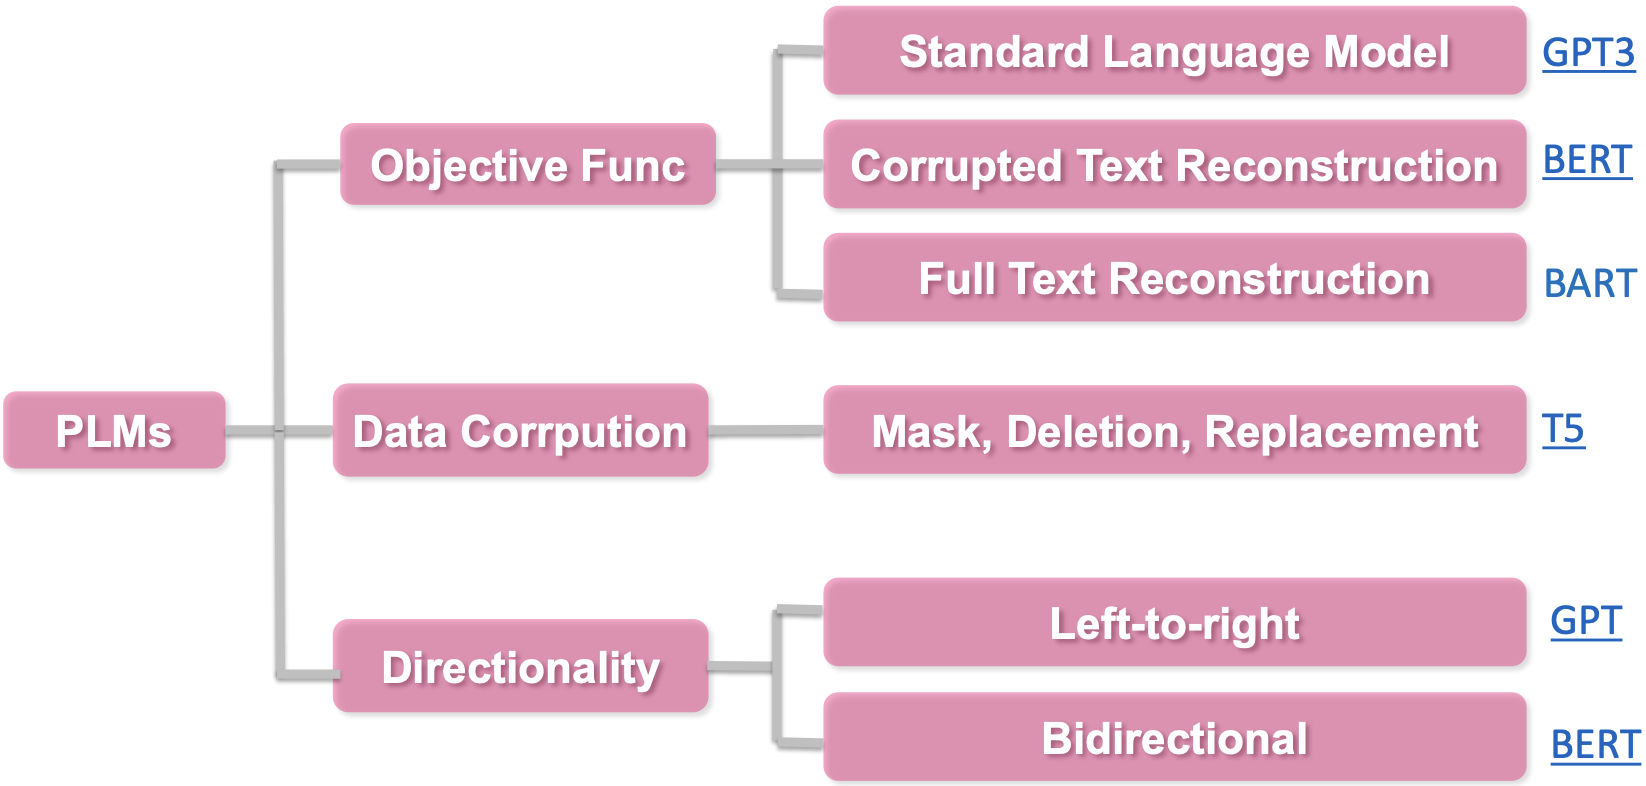 Standard Language Model GPT3
Objective Func Corrupted Text Reconstruction BERT
Full Text Reconstruction BART
PLMs Data Corrpution Mask, Deletion, Replacement T5
Left-to-right GPT
Directionality
Bidirectional BERT